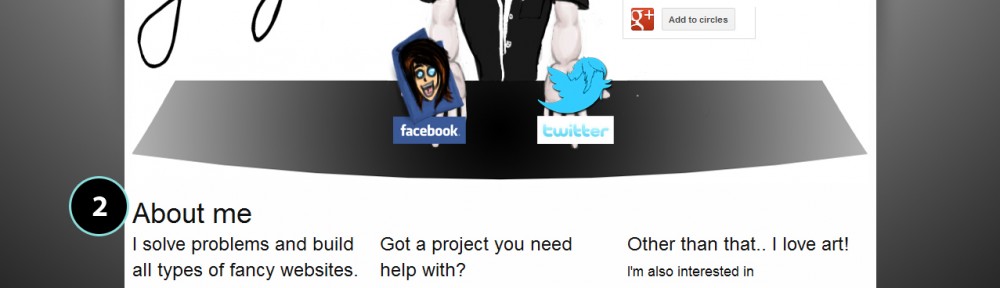 g+ Add to circles
facebook
twitter
2
About me
I solve problems and build
all types of fancy websites.
Got a project you need
help with?
Other than that.. I love art!
I'm also interested in